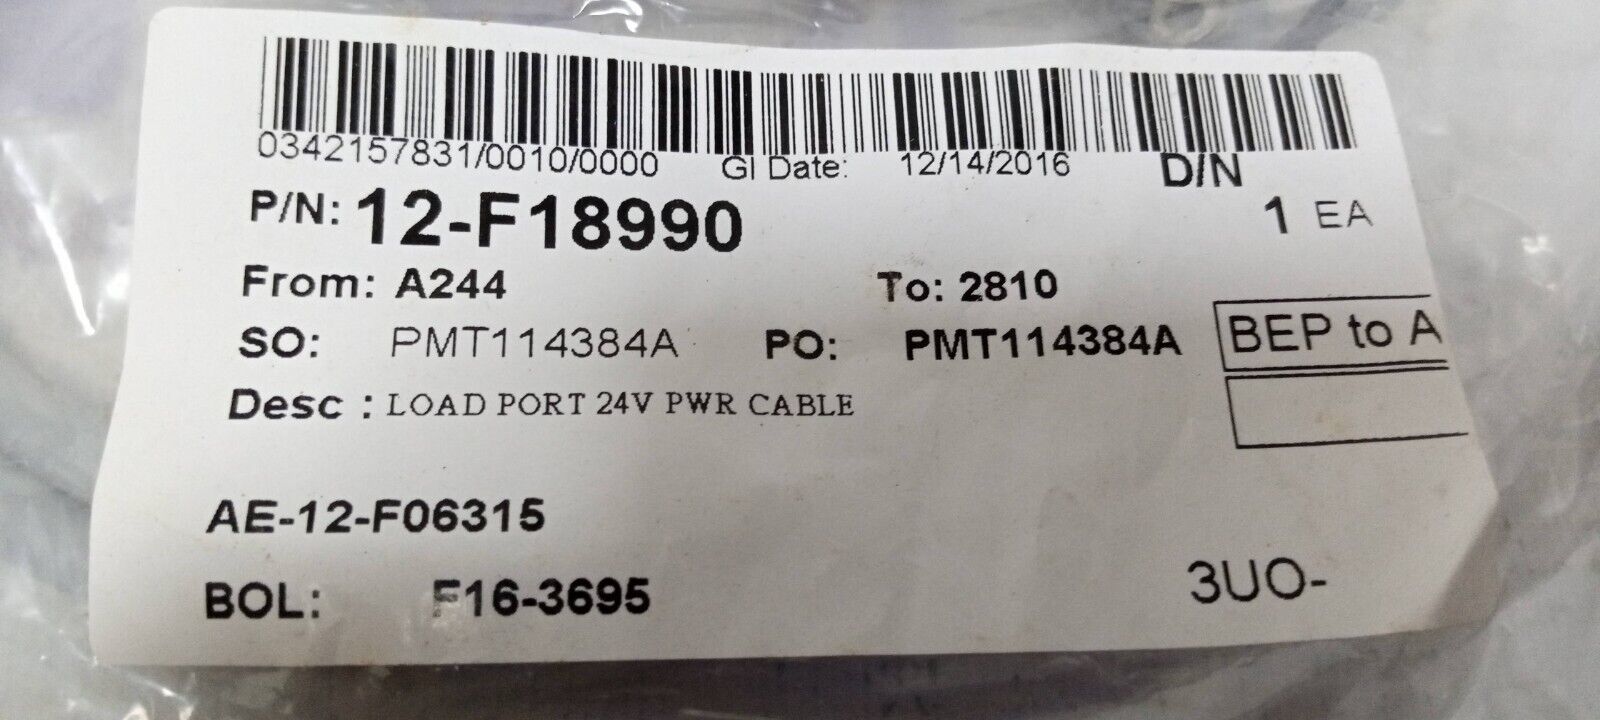 0342157831/0010/0000 GI Date: 12/14/2016 D/N
P/N: 12-F18990 1 EA
From: A244 To: 2810
SO: PMT114384A PO: PMT114384A BEP to A
Desc : LOAD PORT 24V PWR CABLE
AE-12-F06315
BOL: F16-3695 3UO-